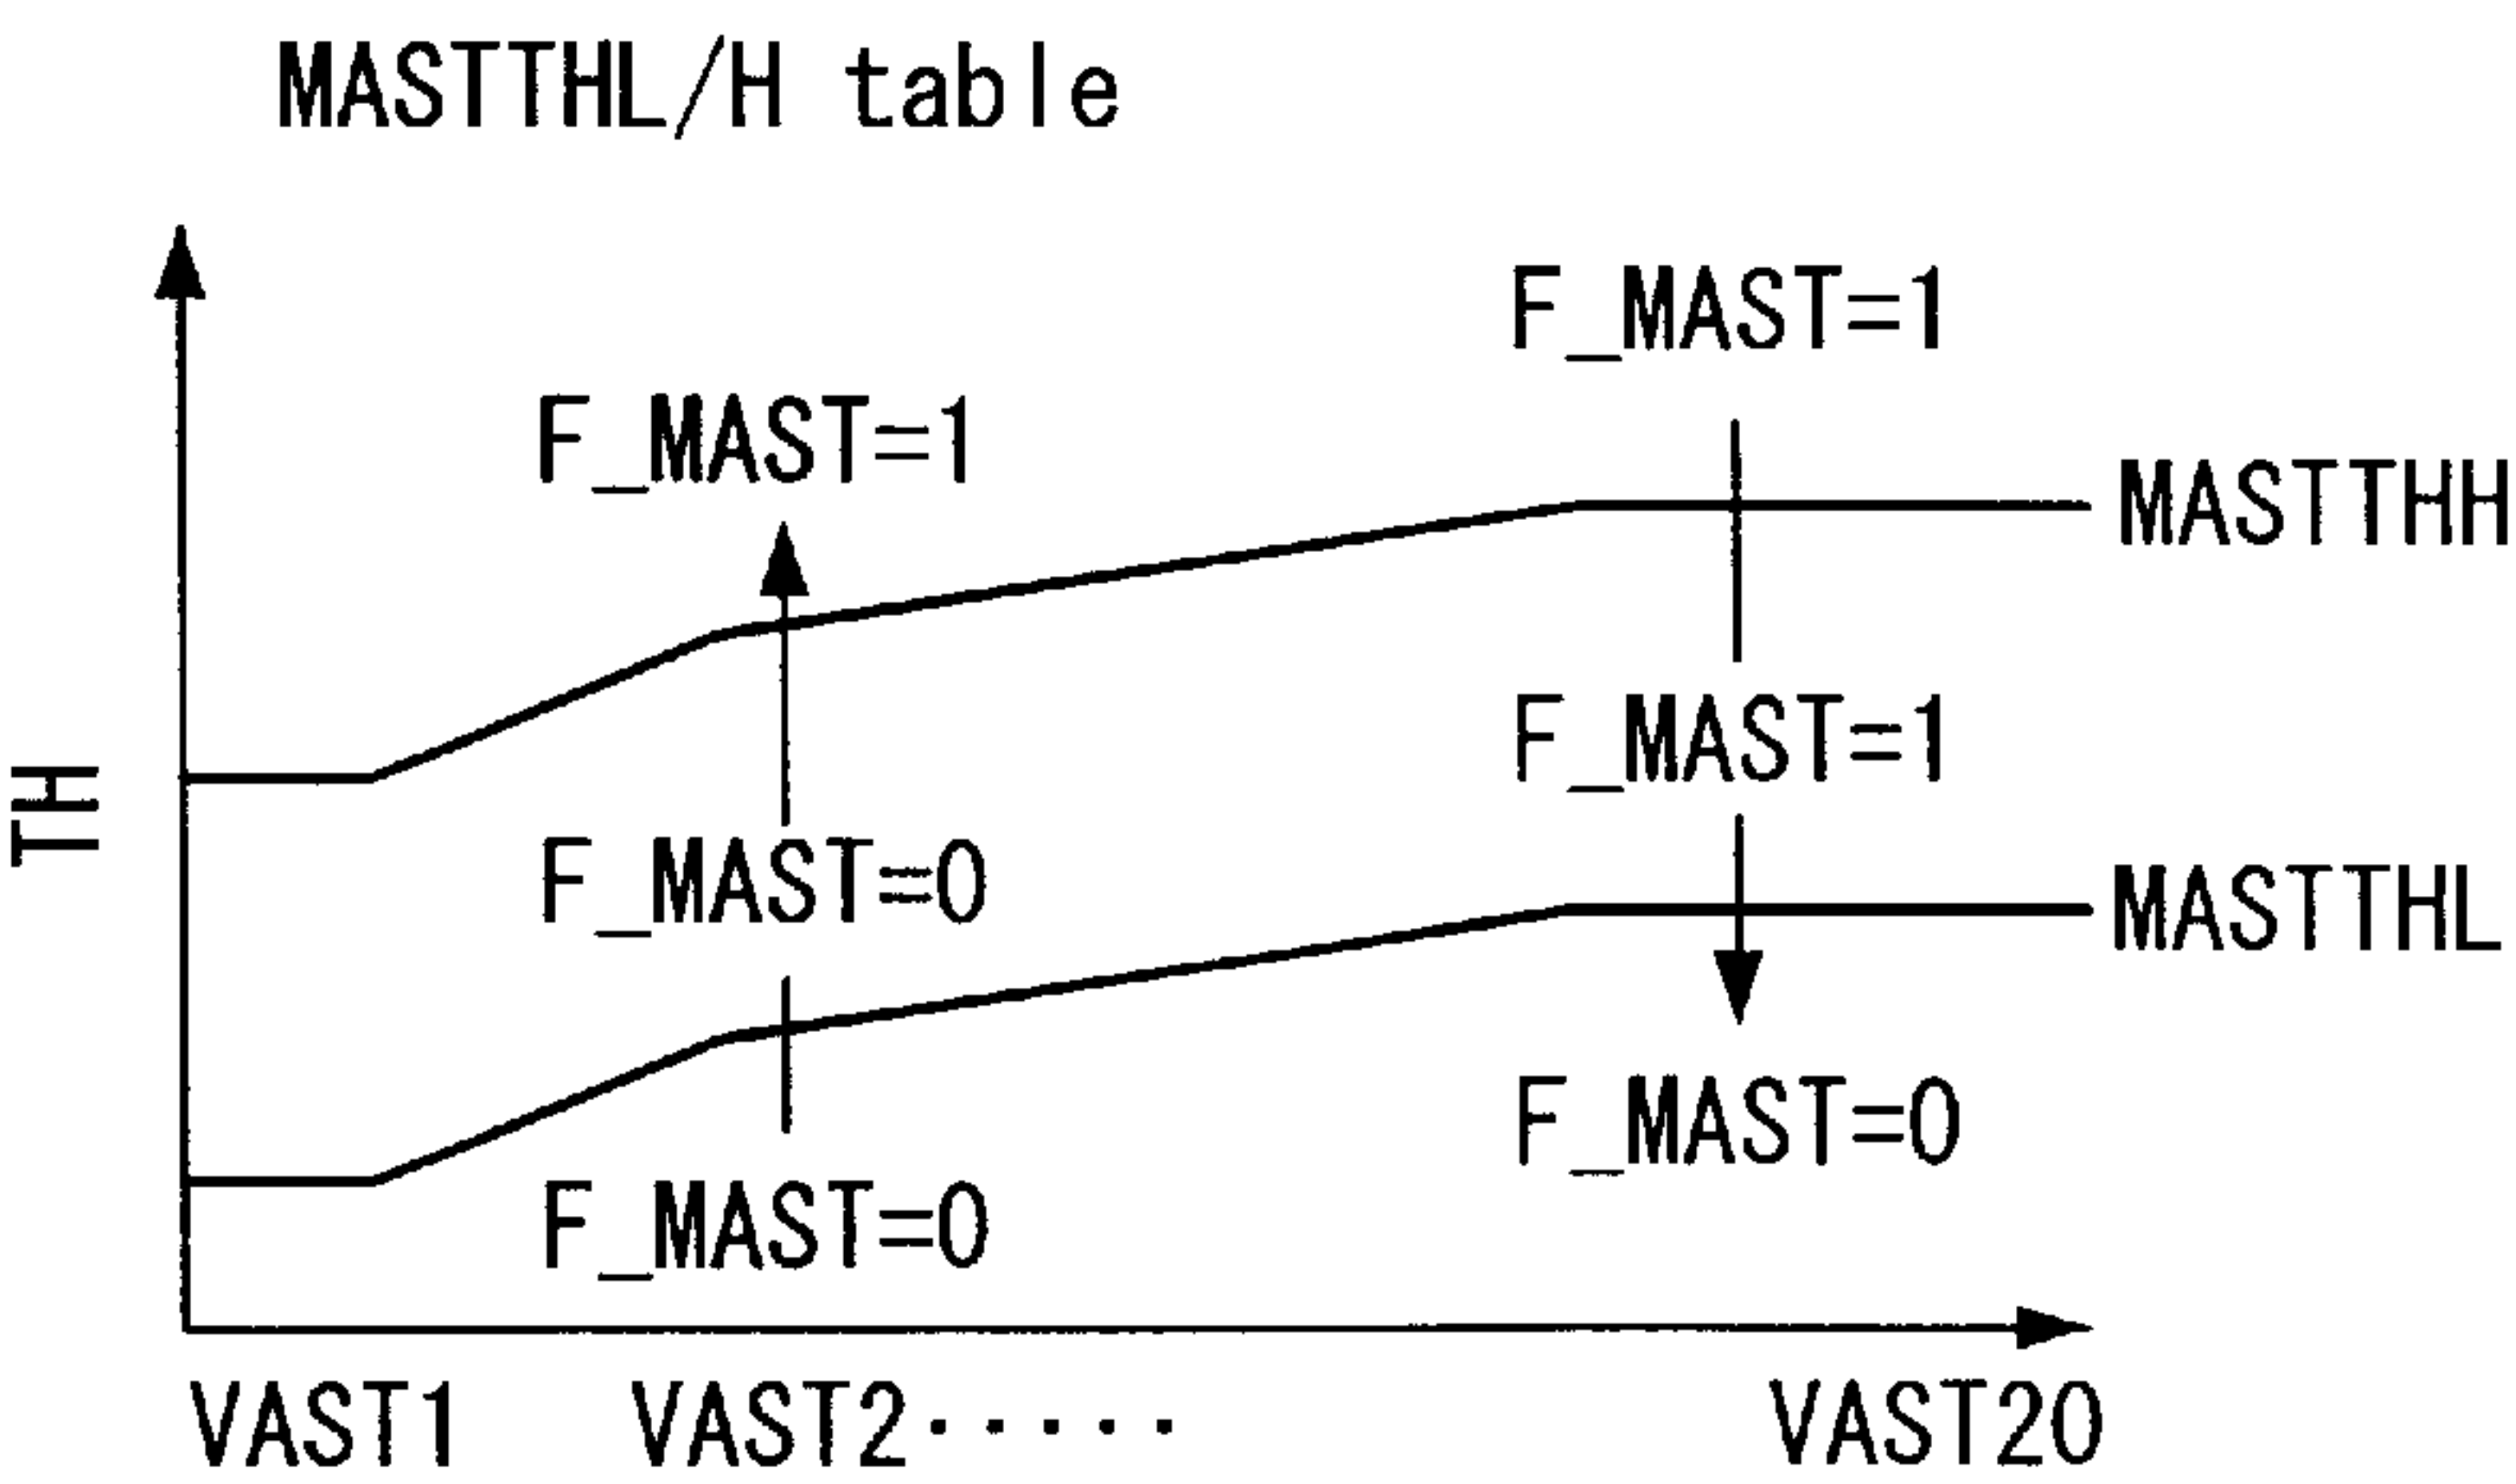 MASTTHL/H table
F_MAST=1
F_MAST=1
MASTTHH
F_MAST=1
TH
F_MAST=0
MASTTHL
F_MAST=0
F_MAST=0
VAST1 VAST2····· VAST20